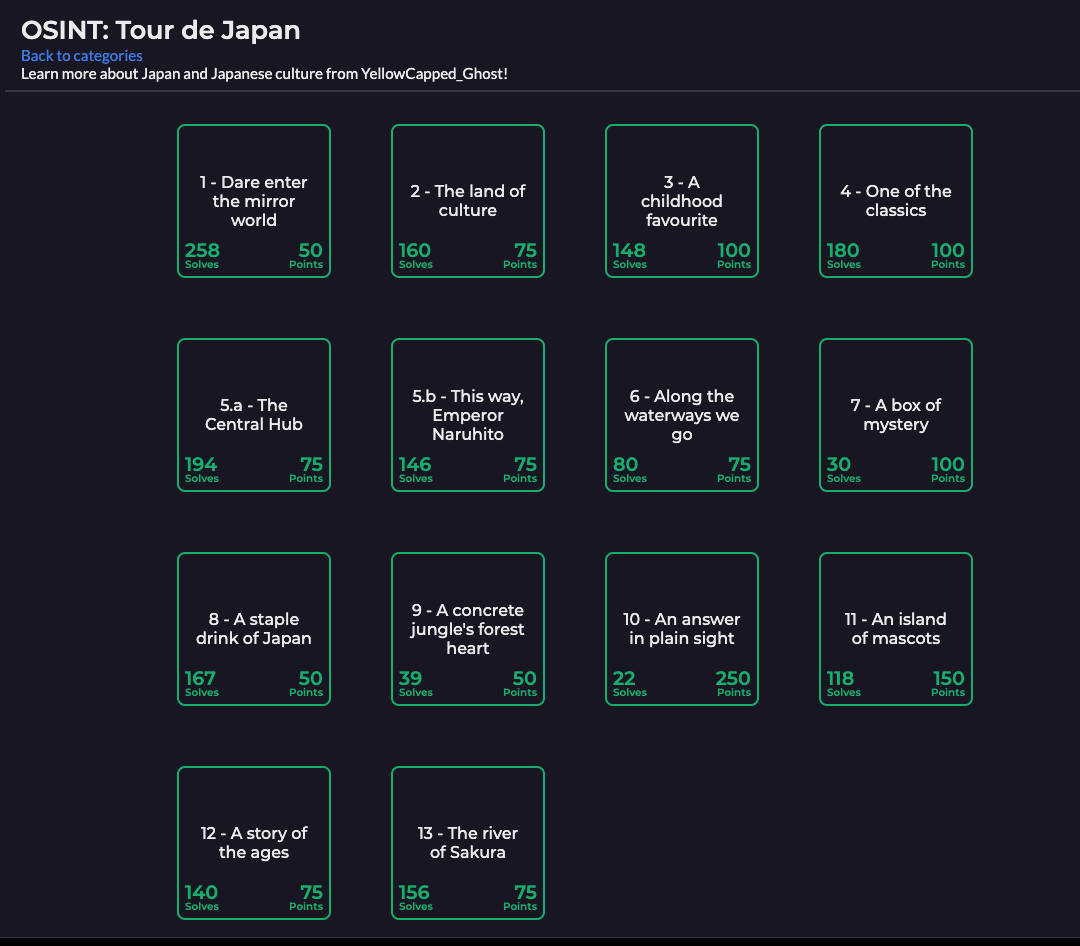 OSINT: Tour de Japan
Back to categories
Learn more about Japan and Japanese culture from YellowCapped_Ghost!
1 - Dare enter
the mirror
world
258
Solves
50
Points
2 - The land of
culture
160
Solves
75
Points
3 - A
childhood
favourite
148
Solves
100
Points
4 - One of the
classics
180
Solves
100
Points
5.a - The
Central Hub
194
Solves
75
Points
5.b - This way,
Emperor
Naruhito
146
Solves
75
Points
6 - Along the
waterways we
go
80
Solves
75
Points
7 - A box of
mystery
30
Solves
100
Points
8 - A staple
drink of Japan
167
Solves
50
Points
9 - A concrete
jungle's forest
heart
39
Solves
50
Points
10 - An answer
in plain sight
22
Solves
250
Points
11 - An island
of mascots
118
Solves
150
Points
12 - A story of
the ages
140
Solves
75
Points
13 - The river
of Sakura
156
Solves
75
Points